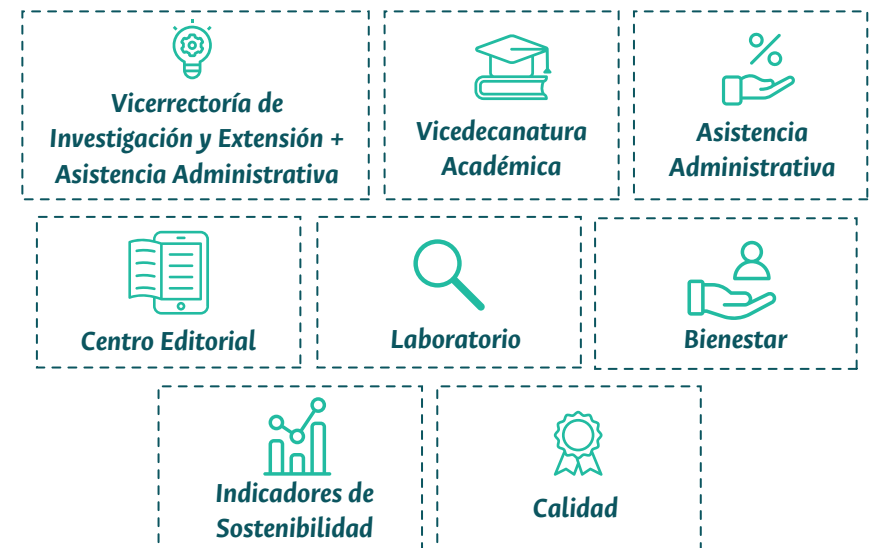 Vicerrectoría de
Investigación y Extensión +
Asistencia Administrativa
Vicedecanatura
Académica
%
Asistencia
Administrativa
Centro Editorial
Laboratorio
Bienestar
Indicadores de
Sostenibilidad
Calidad